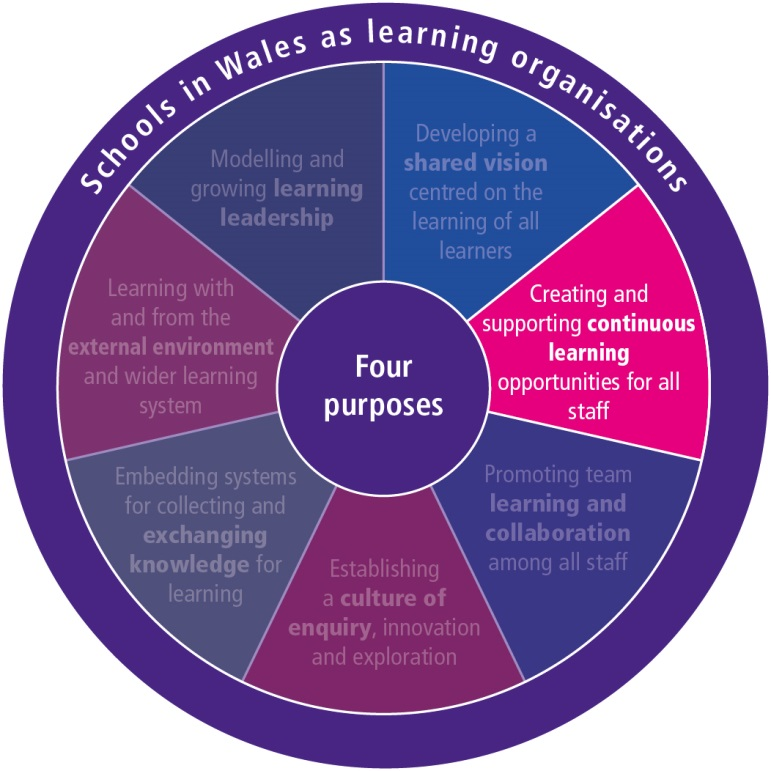 Schools in Wales as learning organisations
Developing a
shared vision
centred on the
learning of all
learners
Creating and
supporting continuous
learning
opportunities for all
staff
Promoting team
learning and
collaboration
among all staff
Establishing
a culture of
enquiry, innovation
and exploration
Embedding systems
for collecting and
exchanging
knowledge for
learning
Learning with
and from the
external environment
and wider learning
system
Modelling and
growing learning
leadership
Four
purposes